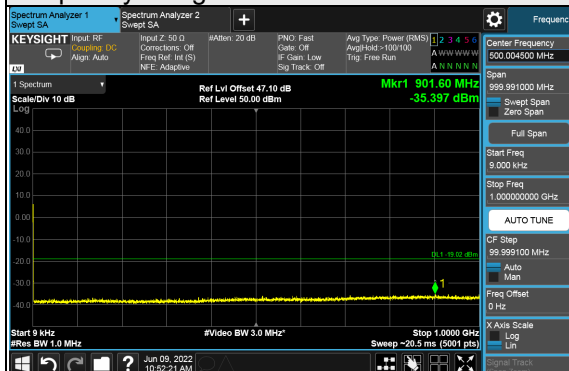 Spectrum Analyzer 1
Swept SA
Spectrum Analyzer 2
Swept SA
+
Frequenc
KEYSIGHT
Input: RF
Coupling: DC
Align: Auto
Input Z: 50 Ω
Corrections: Off
Freq Ref: Int (S)
NFE: Adaptive
#Atten: 20 dB
PNO: Fast
Gate: Off
IF Gain: Low
Sig Track: Off
Avg Type: Power (RMS)
Avg|Hold:>100/100
Trig: Free Run
1 2 3 4 5 6
A W W W W W
A N N N N N
LXI
1 Spectrum
Scale/Div 10 dB
Log
Ref Lvl Offset 47.10 dB
Ref Level 50.00 dBm
Mkr1 901.60 MHz
-35.397 dBm
40.0
30.0
20.0
10.0
0.00
-10.0
-20.0
-30.0
-40.0
DL1 -19.02 dBm
1
Start 9 kHz
#Res BW 1.0 MHz
#Video BW 3.0 MHz*
Stop 1.0000 GHz
Sweep ~20.5 ms (5001 pts)
Jun 09, 2022
10:52:21 AM
Center Frequency
500.004500 MHz
Span
999.991000 MHz
Swept Span
Zero Span
Full Span
Start Freq
9.000 kHz
Stop Freq
1.000000000 GHz
AUTO TUNE
CF Step
99.999100 MHz
Auto
Man
Freq Offset
0 Hz
X Axis Scale
Log
Lin
Signal Track